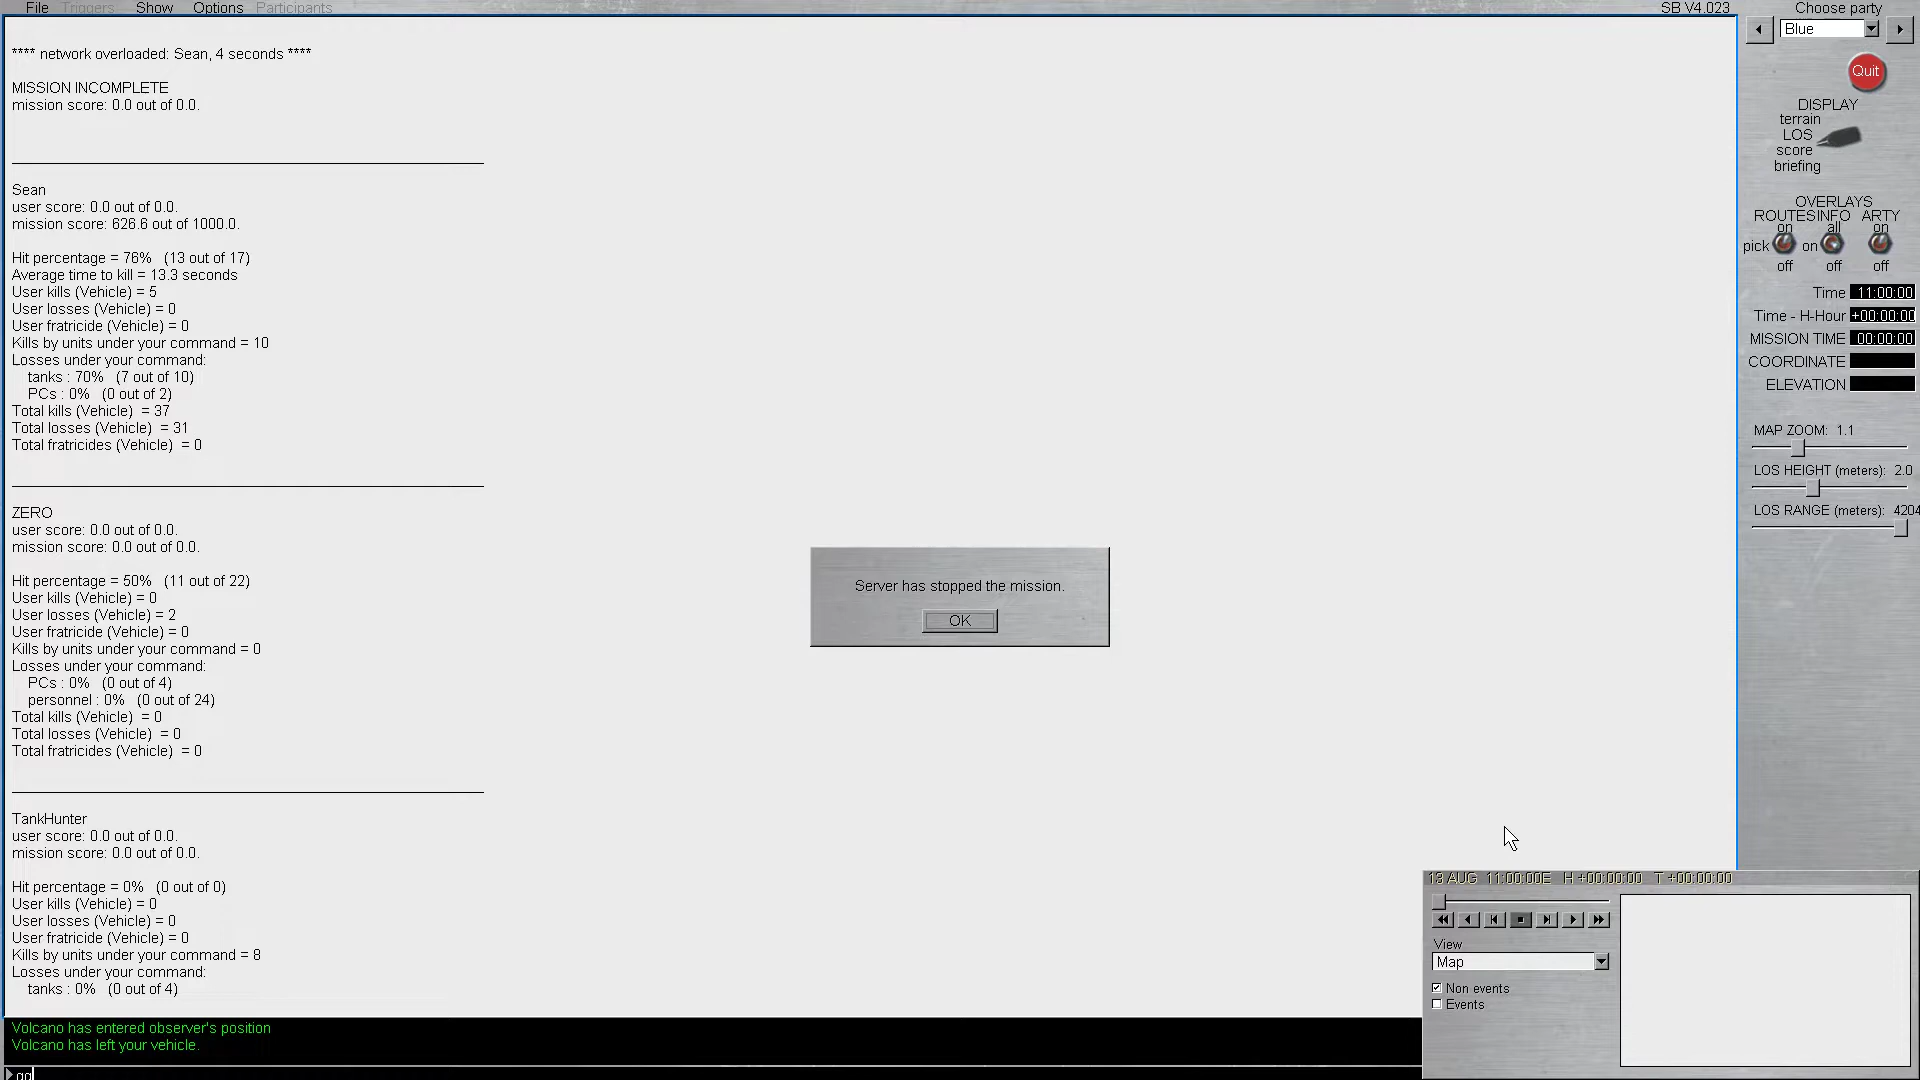 File Triggers Show Options Participants SB V4.023
**** network overloaded: Sean, 4 seconds ****
MISSION INCOMPLETE
mission score: 0.0 out of 0.0.
Sean
user score: 0.0 out of 0.0.
mission score: 626.6 out of 1000.0.
Hit percentage = 76% (13 out of 17)
Average time to kill = 13.3 seconds
User kills (Vehicle) = 5
User losses (Vehicle) = 0
User fratricide (Vehicle) = 0
Kills by units under your command = 10
Losses under your command:
tanks : 70% (7 out of 10)
PCs : 0% (0 out of 2)
Total kills (Vehicle) = 37
Total losses (Vehicle) = 31
Total fratricides (Vehicle) = 0
ZERO
user score: 0.0 out of 0.0.
mission score: 0.0 out of 0.0.
Hit percentage = 50% (11 out of 22)
User kills (Vehicle) = 0
User losses (Vehicle) = 2
User fratricide (Vehicle) = 0
Kills by units under your command = 0
Losses under your command:
PCs : 0% (0 out of 4)
personnel : 0% (0 out of 24)
Total kills (Vehicle) = 0
Total losses (Vehicle) = 0
Total fratricides (Vehicle) = 0
TankHunter
user score: 0.0 out of 0.0.
mission score: 0.0 out of 0.0.
Hit percentage = 0% (0 out of 0)
User kills (Vehicle) = 0
User losses (Vehicle) = 0
User fratricide (Vehicle) = 0
Kills by units under your command = 8
Losses under your command:
tanks : 0% (0 out of 4)
Volcano has entered observer's position
Volcano has left your vehicle.
Server has stopped the mission.
OK
Choose party
Blue
Quit
DISPLAY
terrain
LOS
score
briefing
OVERLAYS
ROUTES INFO ARTY
on all on
pick on
off off off
Time 11:00:00
Time - H-Hour +00:00:00
MISSION TIME 00:00:00
COORDINATE
ELEVATION
MAP ZOOM: 1.1
LOS HEIGHT (meters): 2.0
LOS RANGE (meters): 4204
13 AUG 11:00:00E H +00:00:00 T +00:00:00
View
Map
Non events
Events